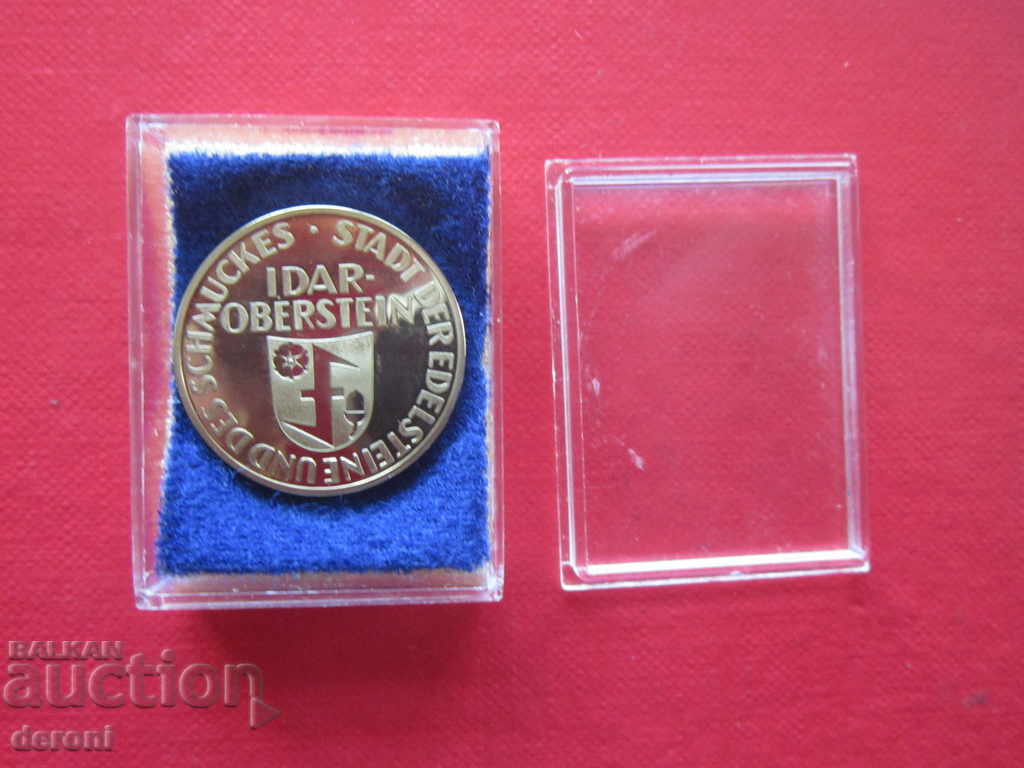 STADT DER EDELSTEINE UND DES SCHMUCKES ·
IDAR-
OBERSTEIN
BALKAN
auction
deroni